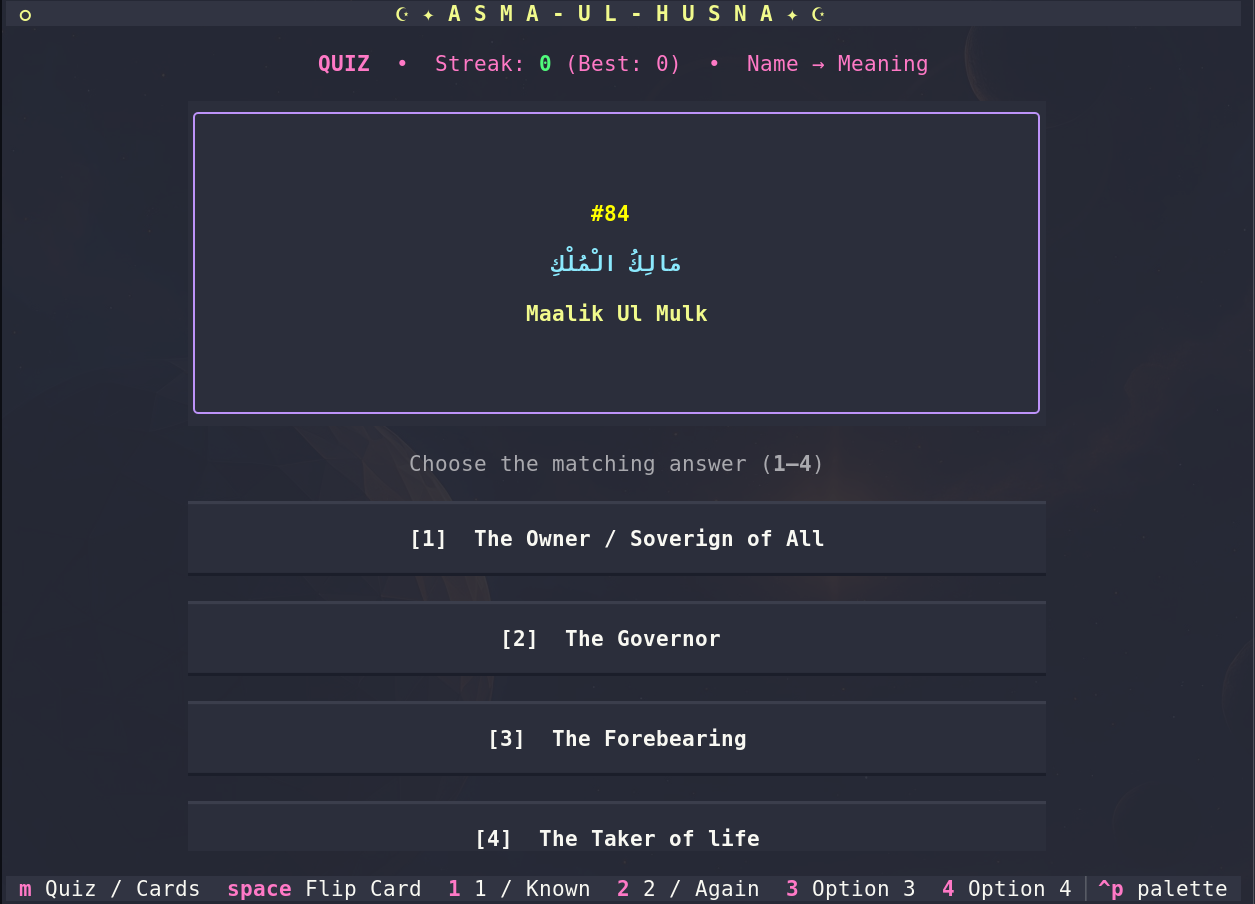 ☪ ✦ A S M A - U L - H U S N A ✦ ☪
QUIZ • Streak: 0 (Best: 0) • Name → Meaning
#84
مَالِكُ الْمُلْكِ
Maalik Ul Mulk
Choose the matching answer (1–4)
[1] The Owner / Soverign of All
[2] The Governor
[3] The Forebearing
[4] The Taker of life
m Quiz / Cards space Flip Card 1 1 / Known 2 2 / Again 3 Option 3 4 Option 4 ^p palette